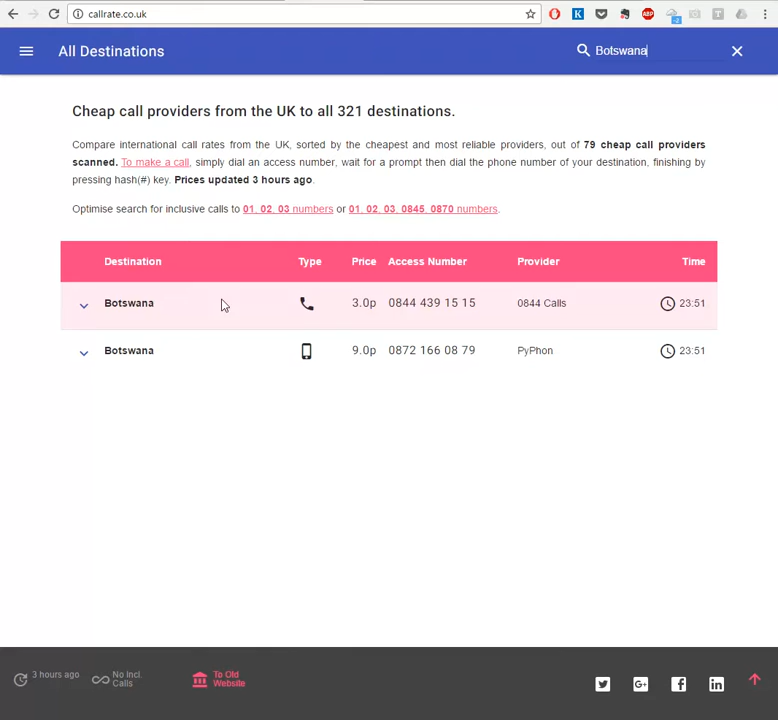 callrate.co.uk
All Destinations
Botswana
Cheap call providers from the UK to all 321 destinations.
Compare international call rates from the UK, sorted by the cheapest and most reliable providers, out of 79 cheap call providers
scanned. To make a call, simply dial an access number, wait for a prompt then dial the phone number of your destination, finishing by
pressing hash(#) key. Prices updated 3 hours ago.
Optimise search for inclusive calls to 01, 02, 03 numbers or 01, 02, 03, 0845, 0870 numbers.
Destination Type Price Access Number Provider Time
Botswana 3.0p 0844 439 15 15 0844 Calls 23:51
Botswana 9.0p 0872 166 08 79 PyPhon 23:51
3 hours ago
No Incl.
Calls
To Old
Website